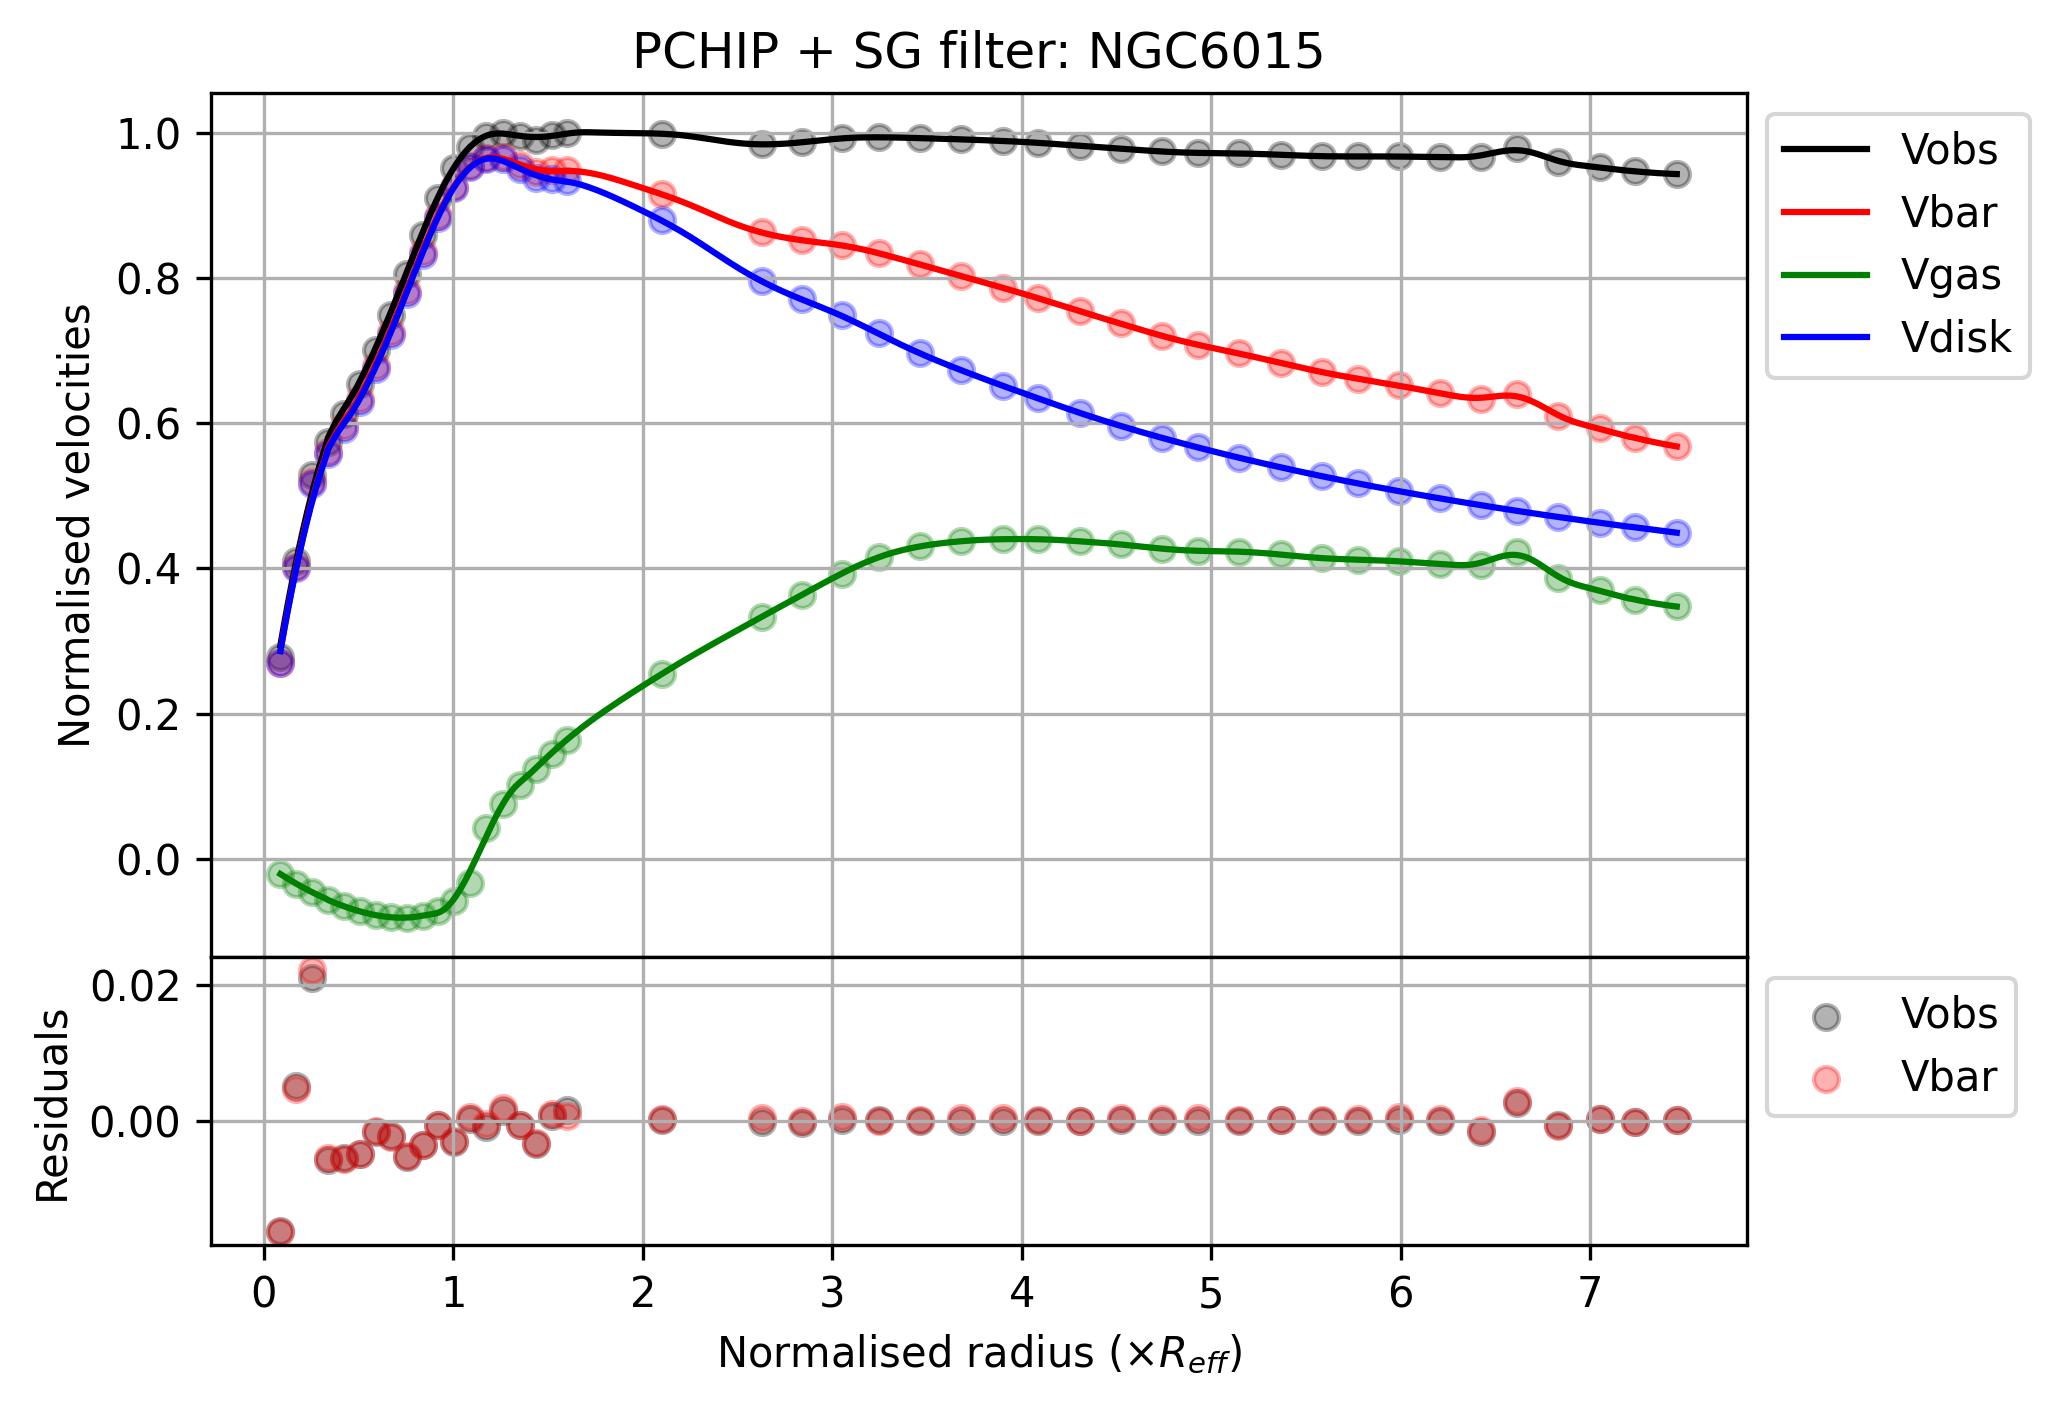 PCHIP + SG filter: NGC6015
Normalised velocities
1.0
0.8
0.6
0.4
0.2
0.0
Vobs
Vbar
Vgas
Vdisk
Residuals
0.02
0.00
Vobs
Vbar
0 1 2 3 4 5 6 7
Normalised radius (×R_eff)